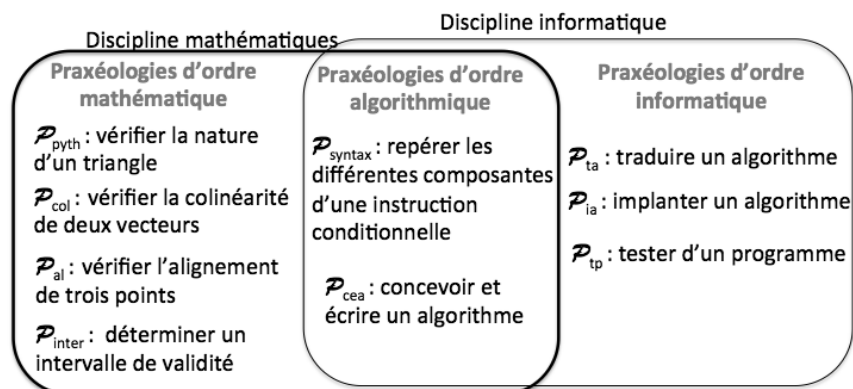 Discipline informatique
Discipline mathématiques
Praxéologies d'ordre
mathématique
𝒫pyth : vérifier la nature
d'un triangle
𝒫col : vérifier la colinéarité
de deux vecteurs
𝒫al : vérifier l'alignement
de trois points
𝒫inter : déterminer un
intervalle de validité
Praxéologies d'ordre
algorithmique
𝒫syntax : repérer les
différentes composantes
d'une instruction
conditionnelle
𝒫cea : concevoir et
écrire un algorithme
Praxéologies d'ordre
informatique
𝒫ta : traduire un algorithme
𝒫ia : implanter un algorithme
𝒫tp : tester d'un programme